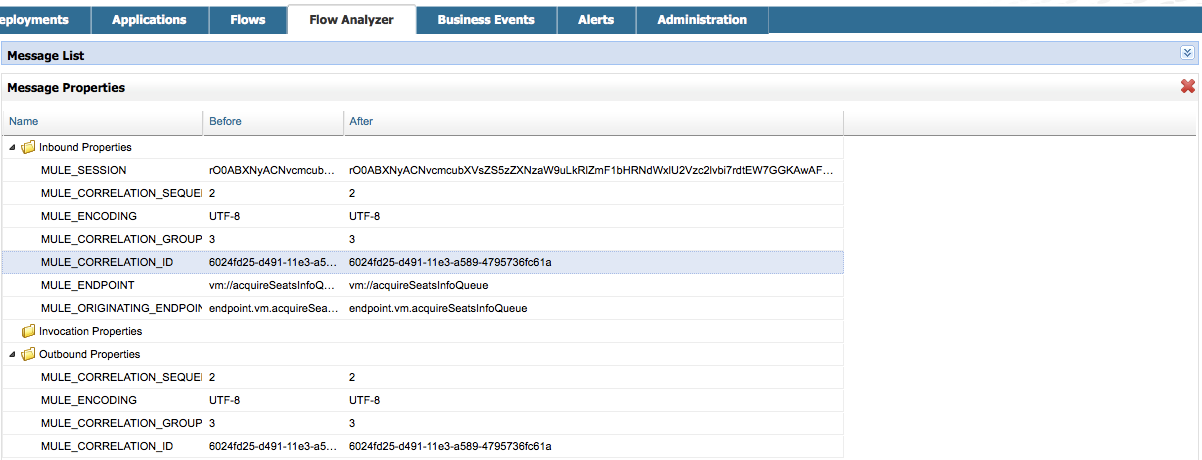 eployments Applications Flows Flow Analyzer Business Events Alerts Administration
Message List
Message Properties
Name Before After
Inbound Properties
MULE_SESSION rO0ABXNyACNvcmcub... rO0ABXNyACNvcmcubXVsZS5zZXNzaW9uLkRlZmF1bHRNdWxlU2Vzc2lvbi7rdtEW7GGKAwAF...
MULE_CORRELATION_SEQUE 2 2
MULE_ENCODING UTF-8 UTF-8
MULE_CORRELATION_GROUP 3 3
MULE_CORRELATION_ID 6024fd25-d491-11e3-a5... 6024fd25-d491-11e3-a589-4795736fc61a
MULE_ENDPOINT vm://acquireSeatsInfoQ... vm://acquireSeatsInfoQueue
MULE_ORIGINATING_ENDPOIN endpoint.vm.acquireSea... endpoint.vm.acquireSeatsInfoQueue
Invocation Properties
Outbound Properties
MULE_CORRELATION_SEQUE 2 2
MULE_ENCODING UTF-8 UTF-8
MULE_CORRELATION_GROUP 3 3
MULE_CORRELATION_ID 6024fd25-d491-11e3-a5... 6024fd25-d491-11e3-a589-4795736fc61a